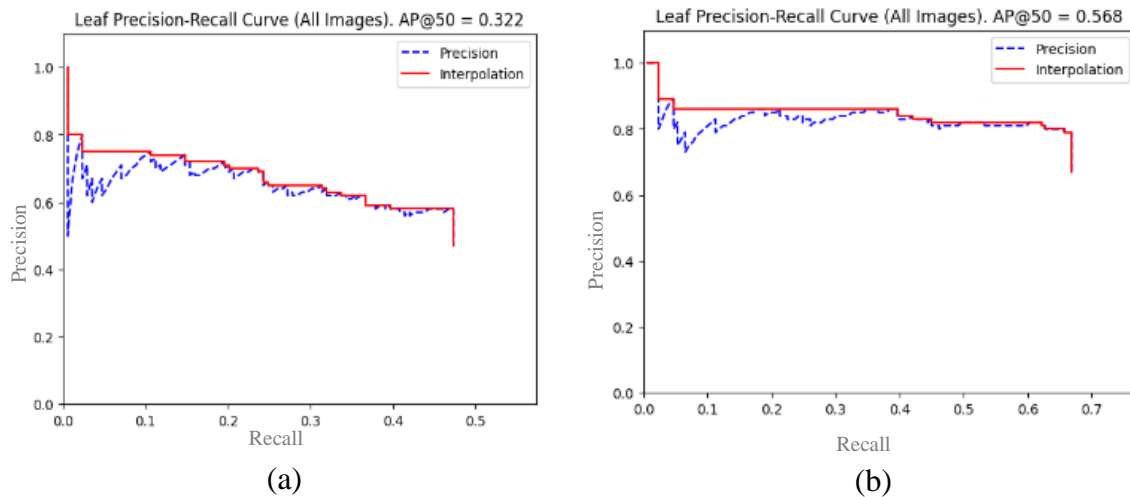 Leaf Precision-Recall Curve (All Images). AP@50 = 0.322
Precision
Interpolation
1.0
0.8
0.6
0.4
0.2
0.0
Precision
0.0 0.1 0.2 0.3 0.4 0.5
Recall
(a)
Leaf Precision-Recall Curve (All Images). AP@50 = 0.568
Precision
Interpolation
1.0
0.8
0.6
0.4
0.2
0.0
Precision
0.0 0.1 0.2 0.3 0.4 0.5 0.6 0.7
Recall
(b)